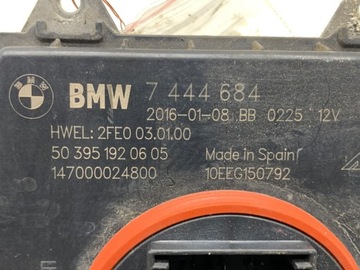 BMW 7 444 684
2016-01-08 BB 0225 12V
HWEL: 2FE0 03.01.00
50 395 192 06 05 Made in Spain
147000024800 10EEG150792